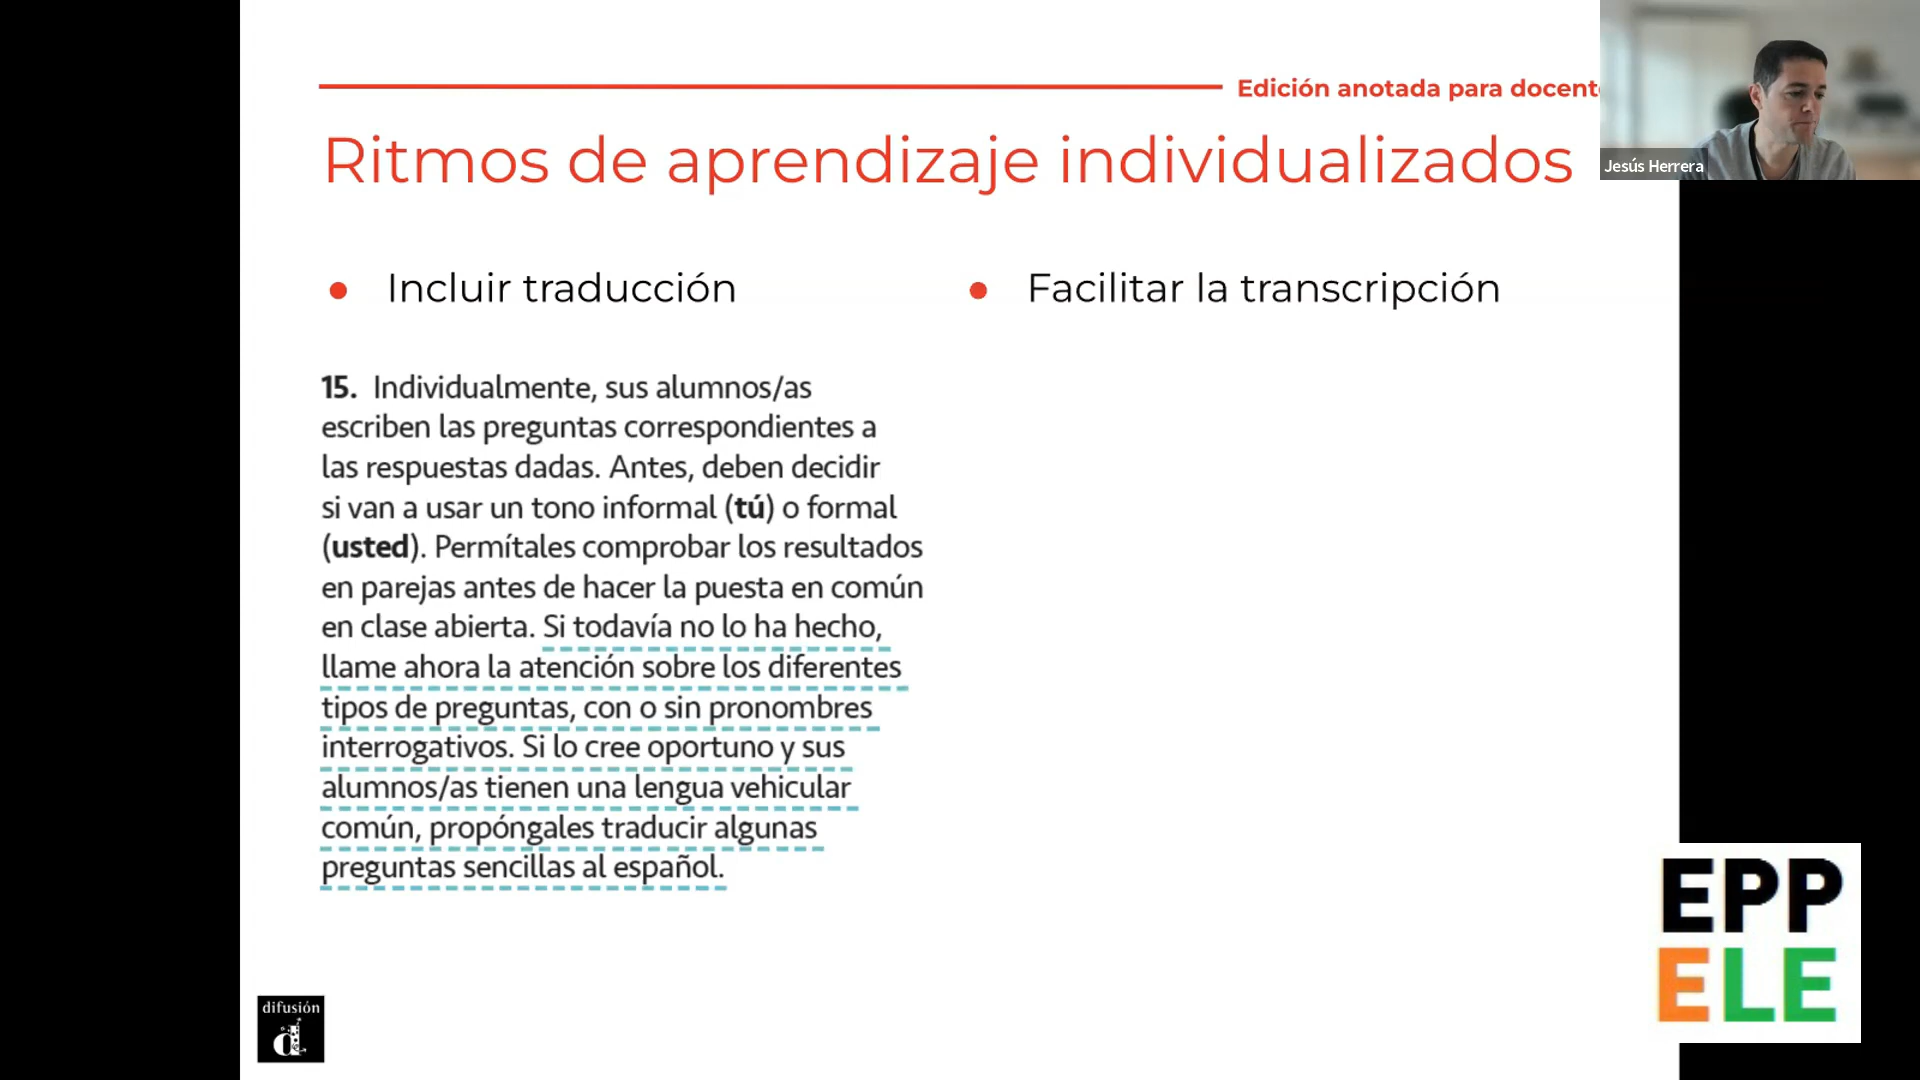 Edición anotada para docent
Jesús Herrera
Ritmos de aprendizaje individualizados
Incluir traducción
Facilitar la transcripción
15. Individualmente, sus alumnos/as
escriben las preguntas correspondientes a
las respuestas dadas. Antes, deben decidir
si van a usar un tono informal (tú) o formal
(usted). Permítales comprobar los resultados
en parejas antes de hacer la puesta en común
en clase abierta. Si todavía no lo ha hecho,
llame ahora la atención sobre los diferentes
tipos de preguntas, con o sin pronombres
interrogativos. Si lo cree oportuno y sus
alumnos/as tienen una lengua vehicular
común, propóngales traducir algunas
preguntas sencillas al español.
EPP
ELE
difusión